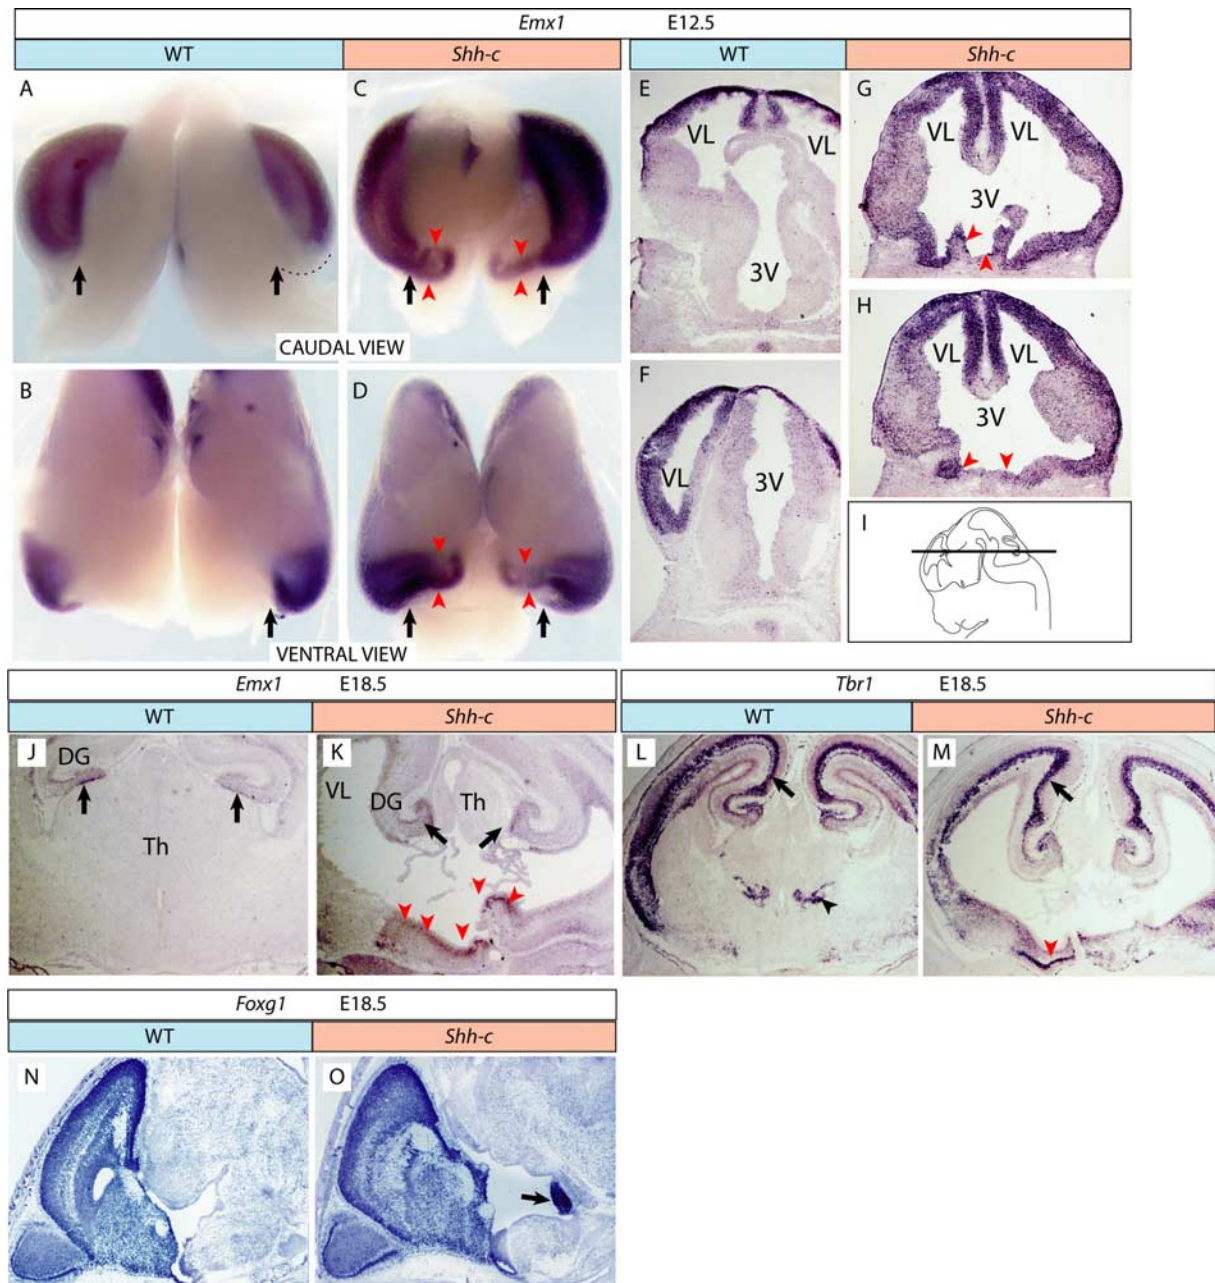 Emx1 E12.5
WT Shh-c WT Shh-c
A C E G
VL VL VL VL
3V
3V
CAUDAL VIEW
B D F H
VL VL
3V
VL 3V
I
VENTRAL VIEW
Emx1 E18.5 Tbr1 E18.5
WT Shh-c WT Shh-c
J DG K L M
VL DG Th
Th
Foxg1 E18.5
WT Shh-c
N O